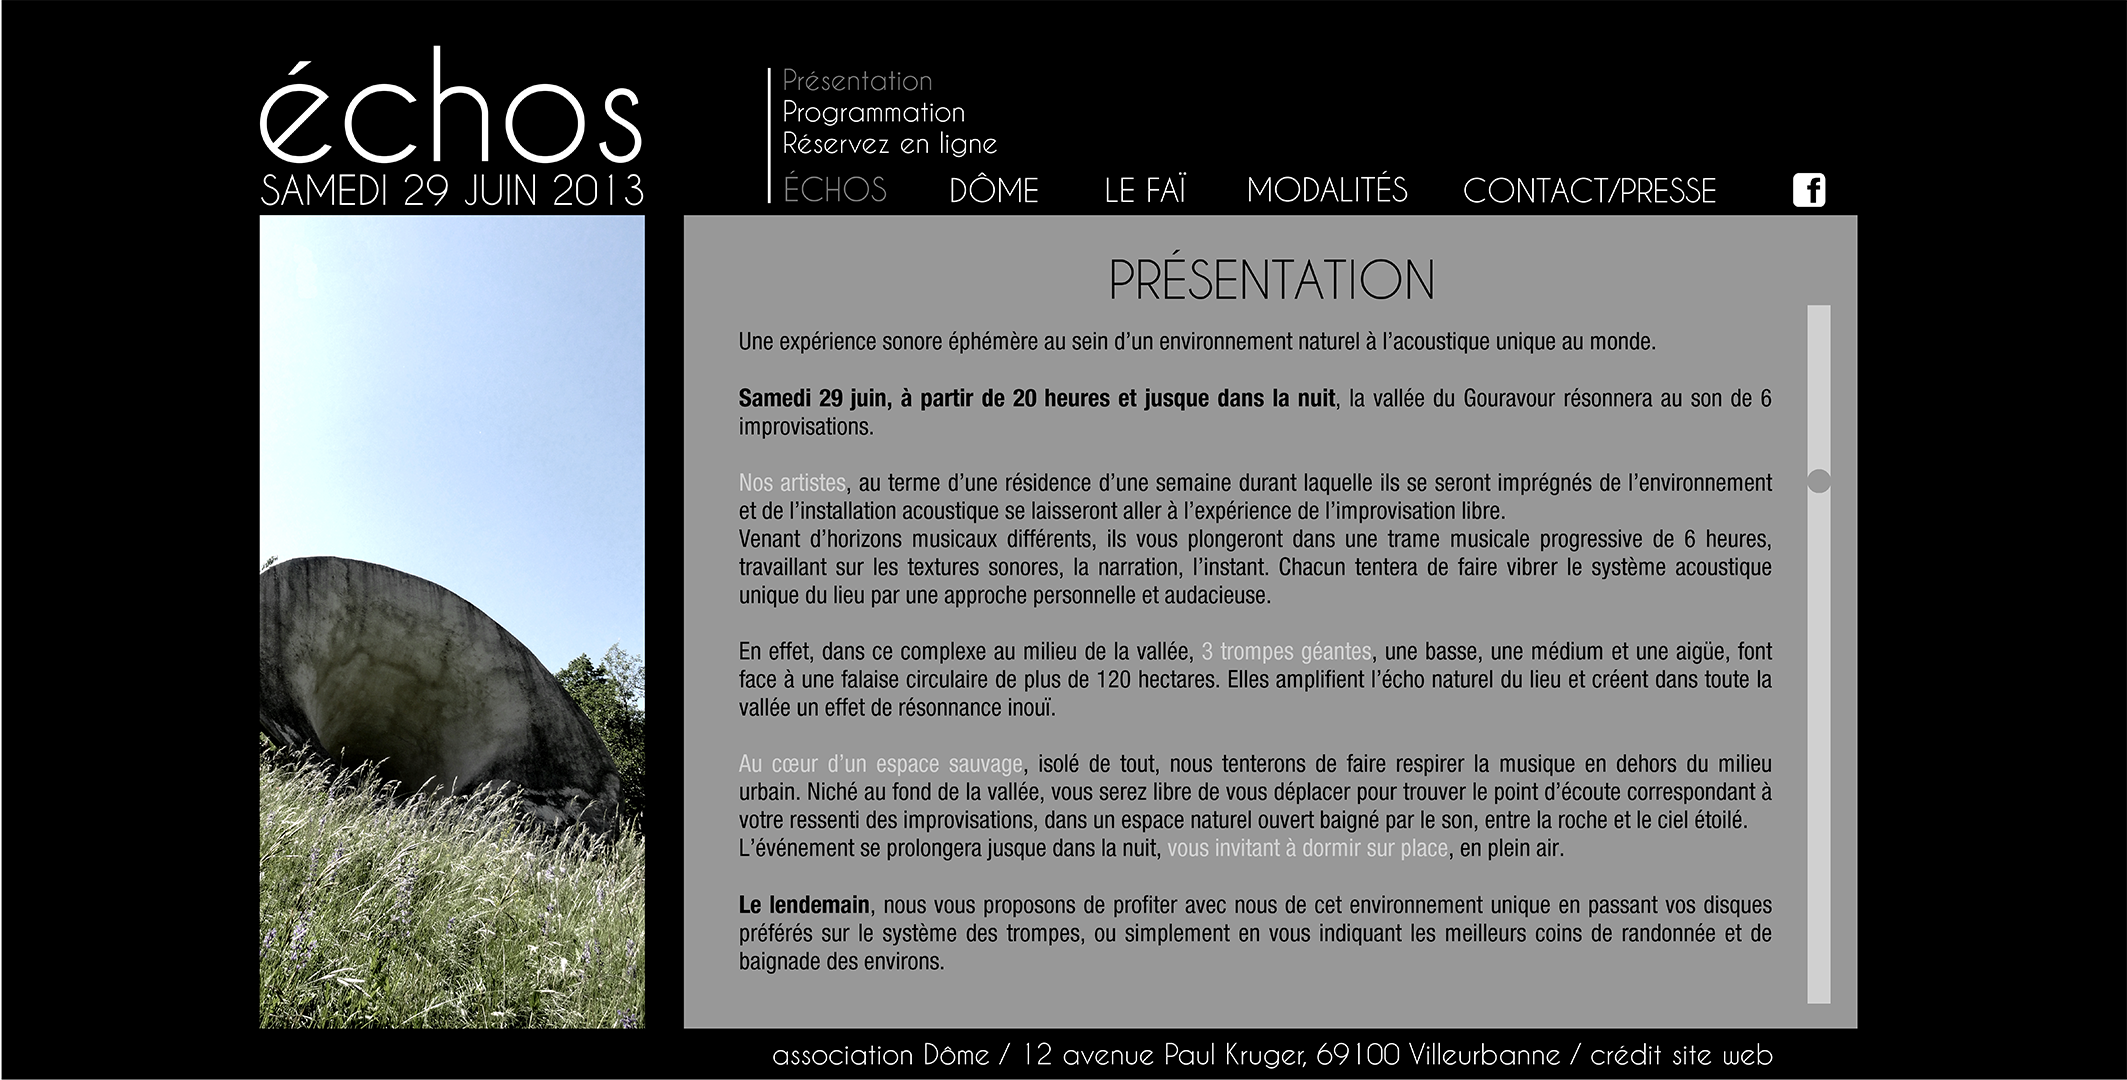 échos
SAMEDI 29 JUIN 2013
Présentation
Programmation
Réservez en ligne
ÉCHOS DÔME LE FAÏ MODALITÉS CONTACT/PRESSE f
PRÉSENTATION
Une expérience sonore éphémère au sein d’un environnement naturel à l’acoustique unique au monde.
Samedi 29 juin, à partir de 20 heures et jusque dans la nuit, la vallée du Gouravour résonnera au son de 6
improvisations.
Nos artistes, au terme d’une résidence d’une semaine durant laquelle ils se seront imprégnés de l’environnement
et de l’installation acoustique se laisseront aller à l’expérience de l’improvisation libre.
Venant d’horizons musicaux différents, ils vous plongeront dans une trame musicale progressive de 6 heures,
travaillant sur les textures sonores, la narration, l’instant. Chacun tentera de faire vibrer le système acoustique
unique du lieu par une approche personnelle et audacieuse.
En effet, dans ce complexe au milieu de la vallée, 3 trompes géantes, une basse, une médium et une aigüe, font
face à une falaise circulaire de plus de 120 hectares. Elles amplifient l’écho naturel du lieu et créent dans toute la
vallée un effet de résonnance inouï.
Au cœur d’un espace sauvage, isolé de tout, nous tenterons de faire respirer la musique en dehors du milieu
urbain. Niché au fond de la vallée, vous serez libre de vous déplacer pour trouver le point d’écoute correspondant à
votre ressenti des improvisations, dans un espace naturel ouvert baigné par le son, entre la roche et le ciel étoilé.
L’événement se prolongera jusque dans la nuit, vous invitant à dormir sur place, en plein air.
Le lendemain, nous vous proposons de profiter avec nous de cet environnement unique en passant vos disques
préférés sur le système des trompes, ou simplement en vous indiquant les meilleurs coins de randonnée et de
baignade des environs.
association Dôme / 12 avenue Paul Kruger, 69100 Villeurbanne / crédit site web